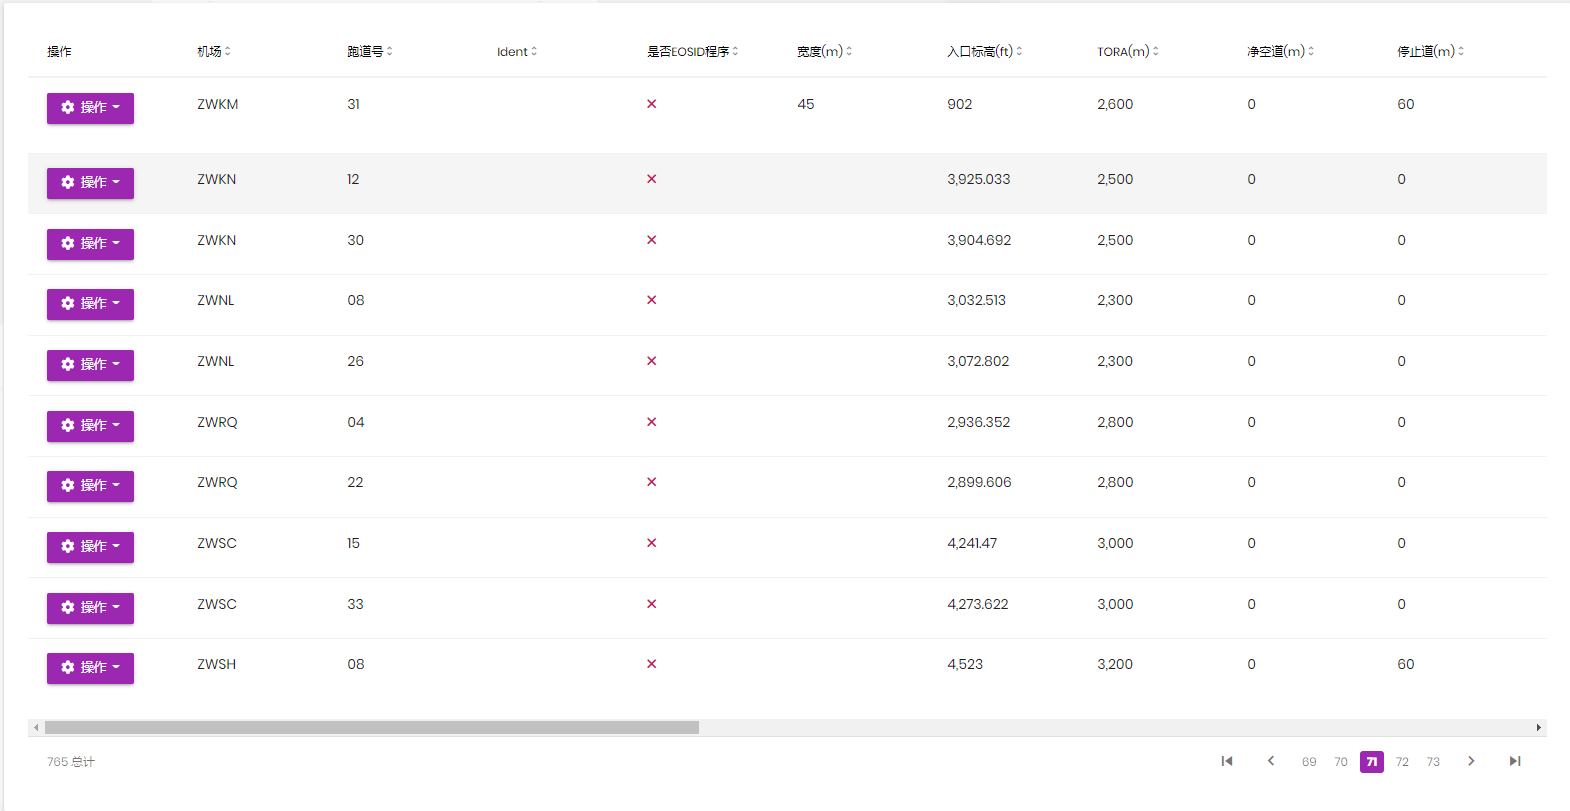 操作 机场 跑道号 Ident 是否EOSID程序 宽度(m) 入口标高(ft) TORA(m) 净空道(m) 停止道(m)
操作 ZWKM 31 45 902 2,600 0 60
操作 ZWKN 12 3,925.033 2,500 0 0
操作 ZWKN 30 3,904.692 2,500 0 0
操作 ZWNL 08 3,032.513 2,300 0 0
操作 ZWNL 26 3,072.802 2,300 0 0
操作 ZWRQ 04 2,936.352 2,800 0 0
操作 ZWRQ 22 2,899.606 2,800 0 0
操作 ZWSC 15 4,241.47 3,000 0 0
操作 ZWSC 33 4,273.622 3,000 0 0
操作 ZWSH 08 4,523 3,200 0 60
765 总计 69 70 71 72 73